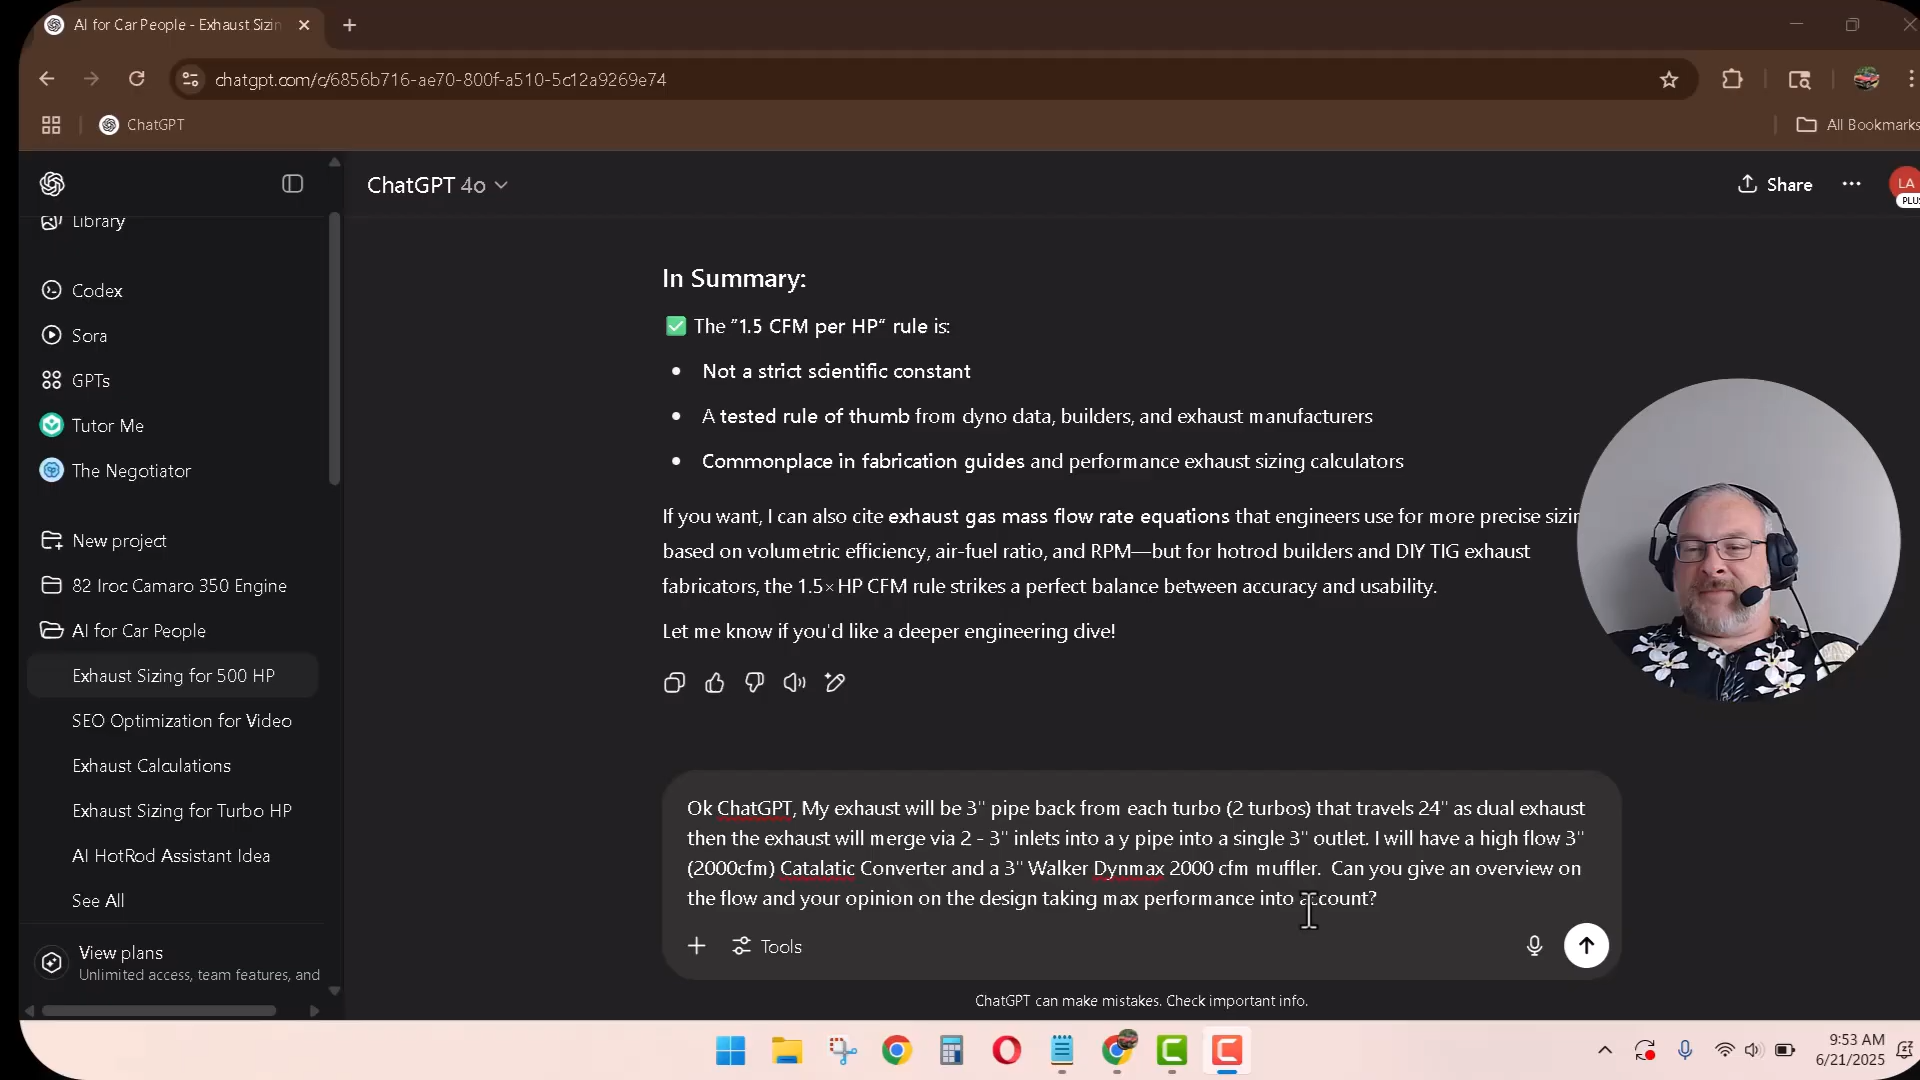 AI for Car People - Exhaust Sizin
chatgpt.com/c/6856b716-ae70-800f-a510-5c12a9269e74
ChatGPT
All Bookmarks
Library
Codex
Sora
GPTs
Tutor Me
The Negotiator
New project
82 Iroc Camaro 350 Engine
AI for Car People
Exhaust Sizing for 500 HP
SEO Optimization for Video
Exhaust Calculations
Exhaust Sizing for Turbo HP
AI HotRod Assistant Idea
See All
View plans
Unlimited access, team features, and
ChatGPT 4o
Share
LA
PLUS
In Summary:
The "1.5 CFM per HP" rule is:
Not a strict scientific constant
A tested rule of thumb from dyno data, builders, and exhaust manufacturers
Commonplace in fabrication guides and performance exhaust sizing calculators
If you want, I can also cite exhaust gas mass flow rate equations that engineers use for more precise sizin
based on volumetric efficiency, air-fuel ratio, and RPM—but for hotrod builders and DIY TIG exhaust
fabricators, the 1.5×HP CFM rule strikes a perfect balance between accuracy and usability.
Let me know if you'd like a deeper engineering dive!
Ok ChatGPT, My exhaust will be 3" pipe back from each turbo (2 turbos) that travels 24" as dual exhaust
then the exhaust will merge via 2 - 3" inlets into a y pipe into a single 3" outlet. I will have a high flow 3"
(2000cfm) Catalatic Converter and a 3" Walker Dynmax 2000 cfm muffler. Can you give an overview on
the flow and your opinion on the design taking max performance into account?
Tools
ChatGPT can make mistakes. Check important info.
9:53 AM
6/21/2025